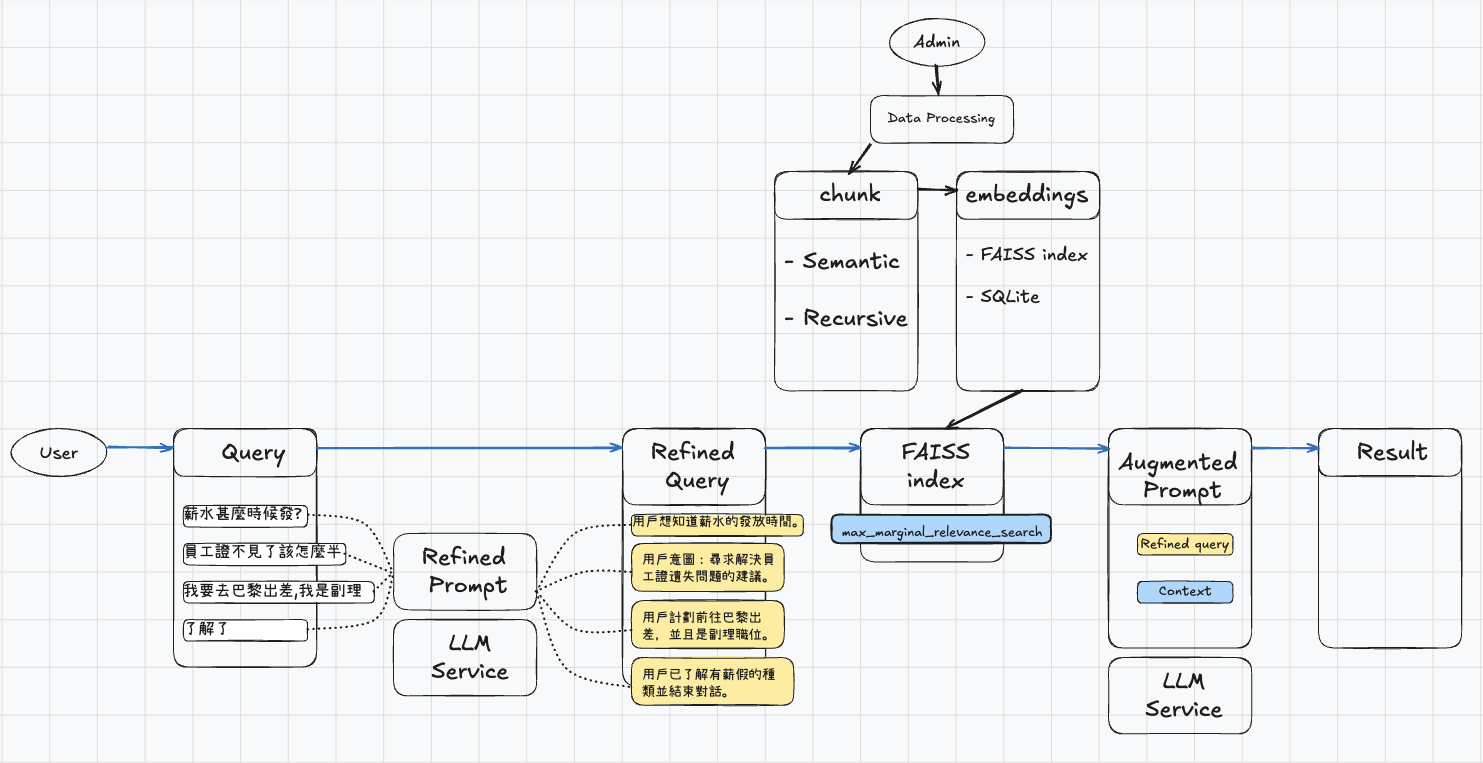 Admin
Data Processing
chunk
- Semantic
- Recursive
embeddings
- FAISS index
- SQLite
User
Query
薪水甚麼時候發?
員工證不見了該怎麼半
我要去巴黎出差,我是副理
了解了
Refined
Prompt
LLM
Service
Refined
Query
用戶想知道薪水的發放時間。
用戶意圖：尋求解決員
工證遺失問題的建議。
用戶計劃前往巴黎出
差，並且是副理職位。
用戶已了解有薪假的種
類並結束對話。
FAISS
index
max_marginal_relevance_search
Augmented
Prompt
Refined query
Context
LLM
Service
Result